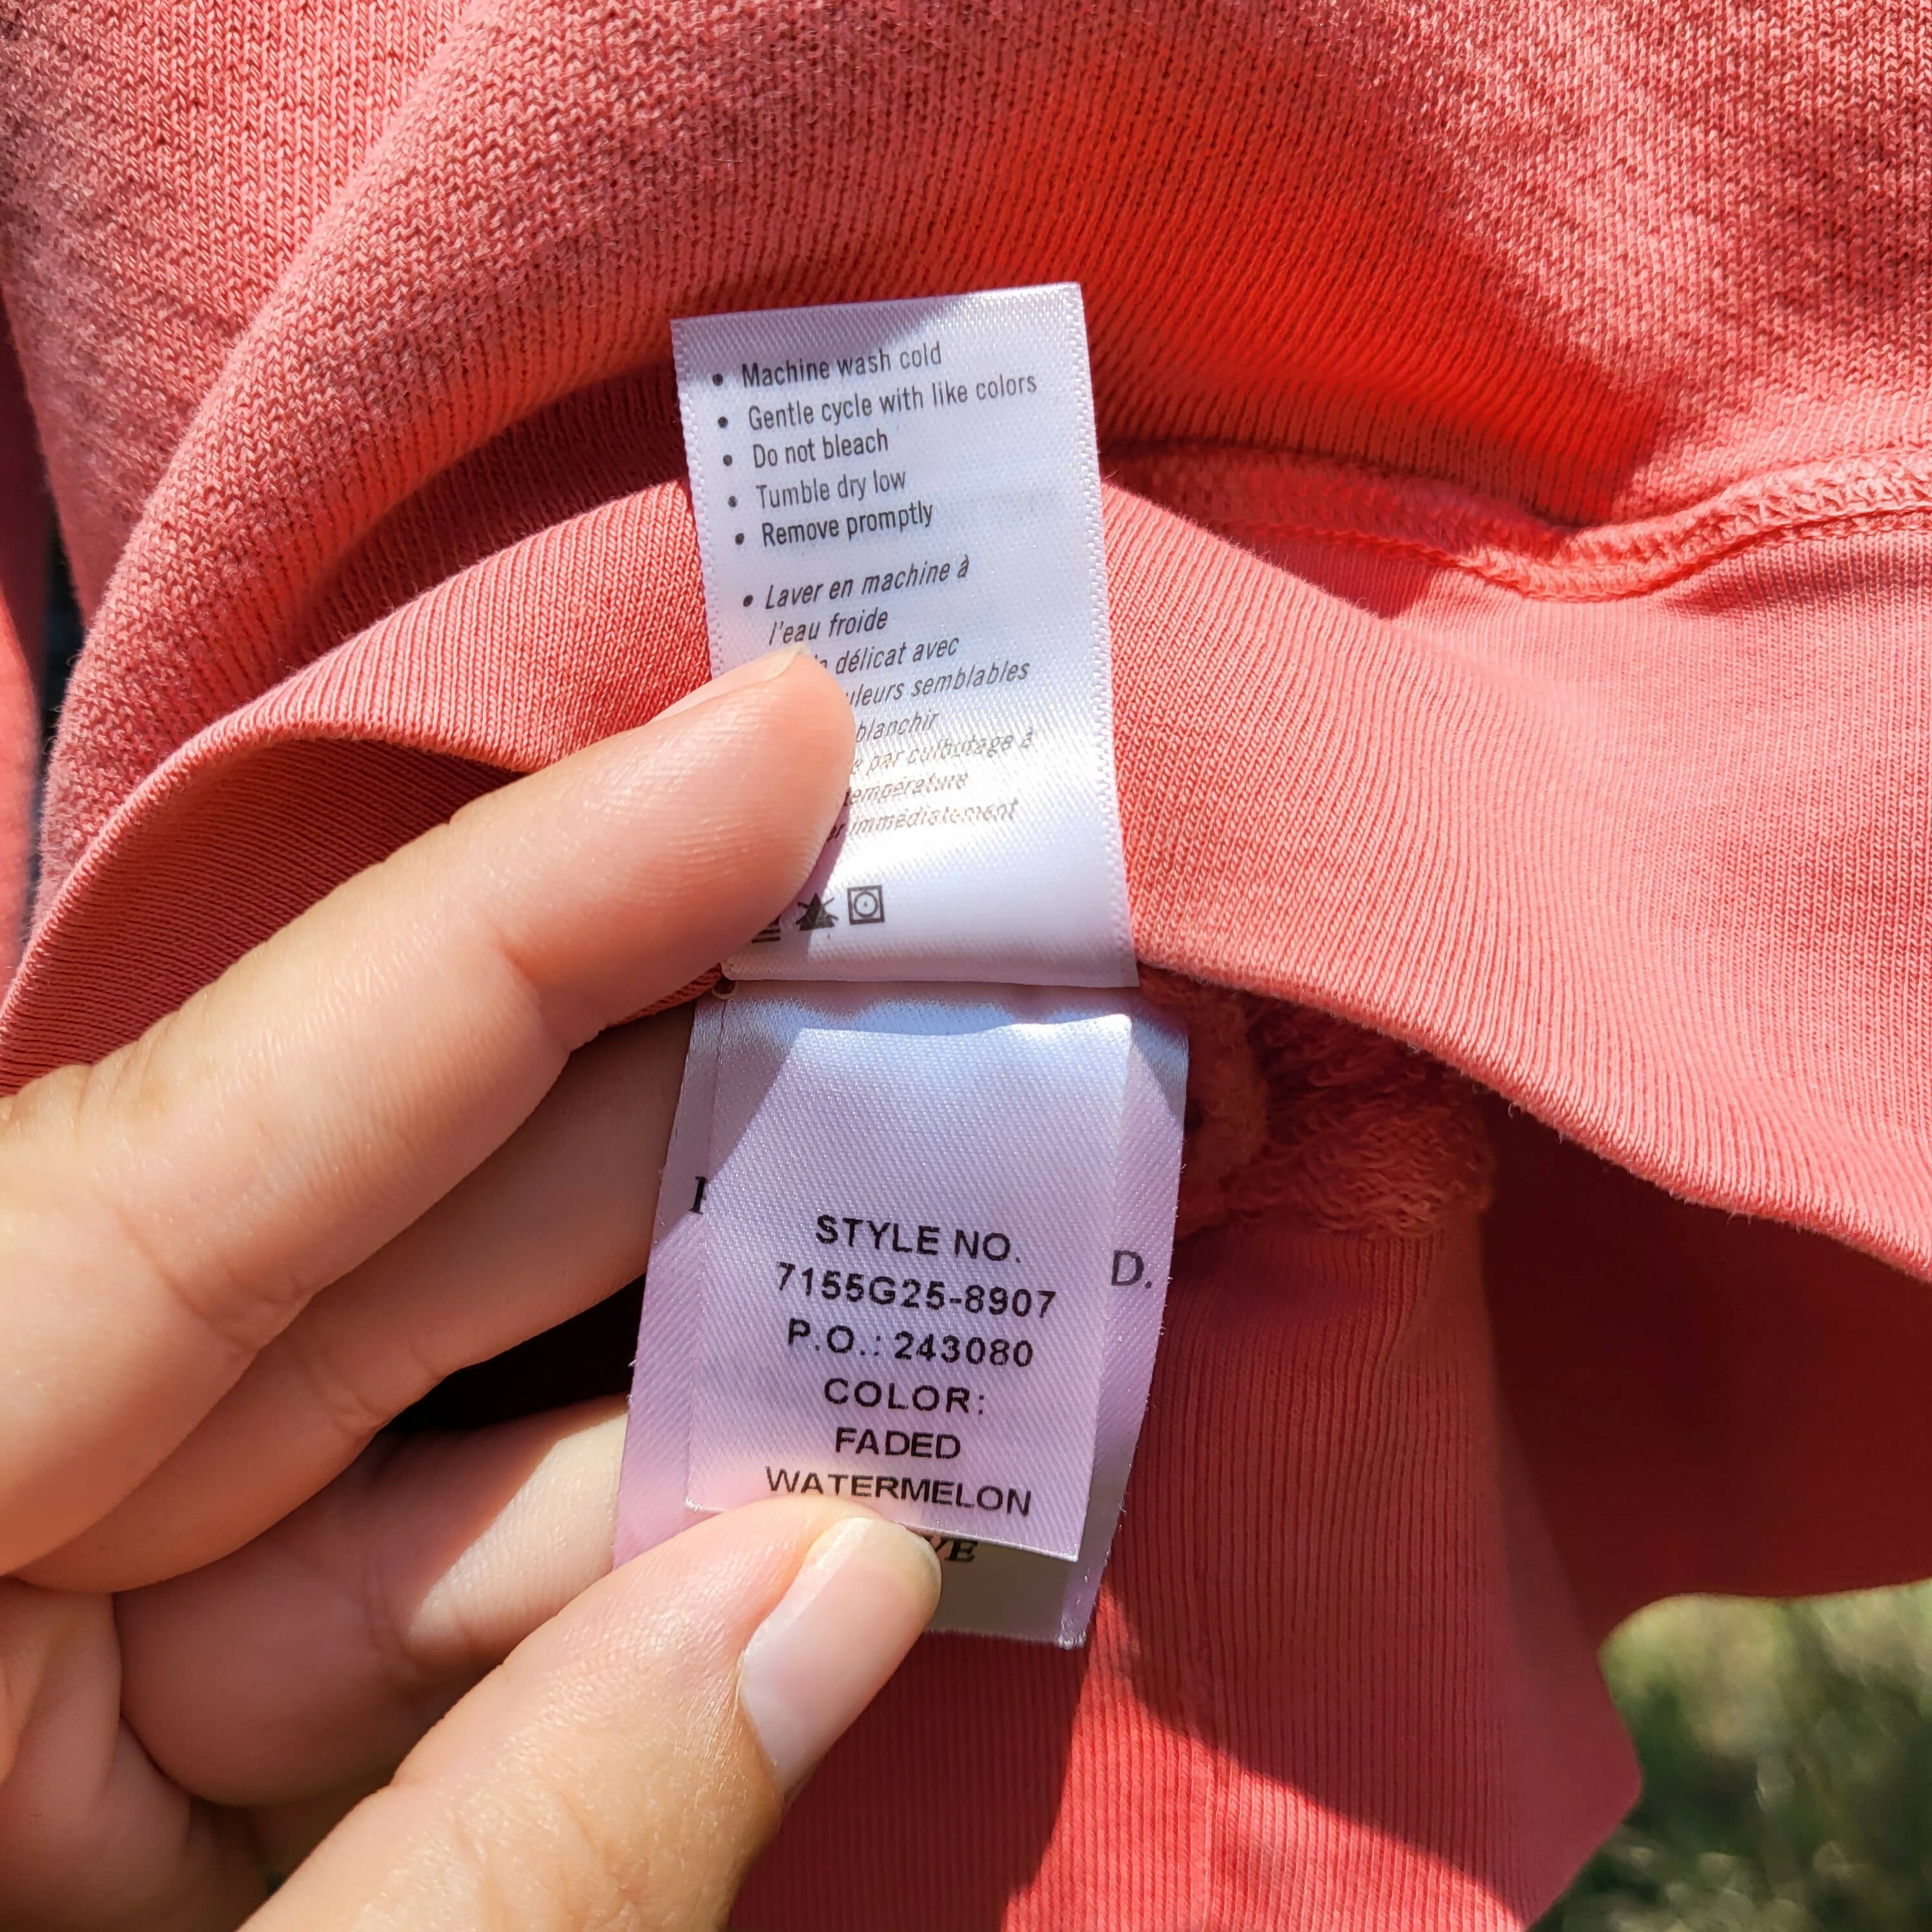 • Machine wash cold
• Gentle cycle with like colors
• Do not bleach
• Tumble dry low
• Remove promptly
• Laver en machine à
l'eau froide
délicat avec
semblables
blanchir
par culbutage à
température
immédiatement
STYLE NO.
7155G25-8907
D.
P.O.: 243080
COLOR:
FADED
WATERMELON